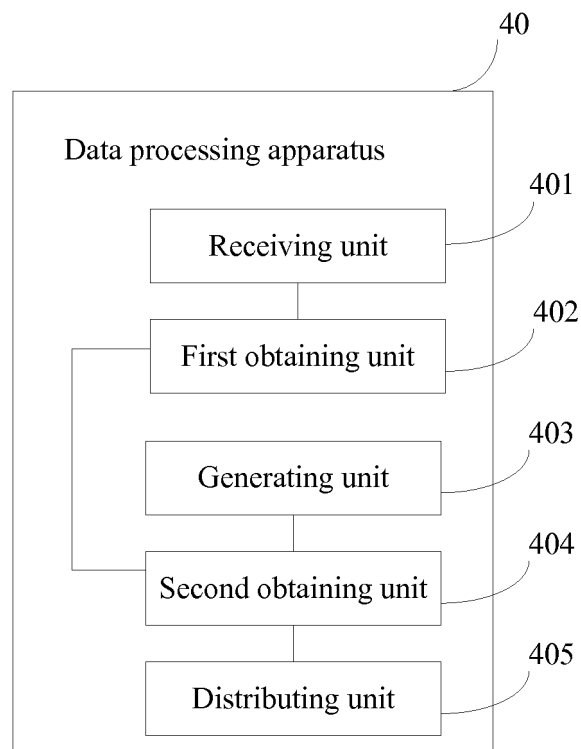 40
Data processing apparatus
401
Receiving unit
402
First obtaining unit
403
Generating unit
404
Second obtaining unit
405
Distributing unit